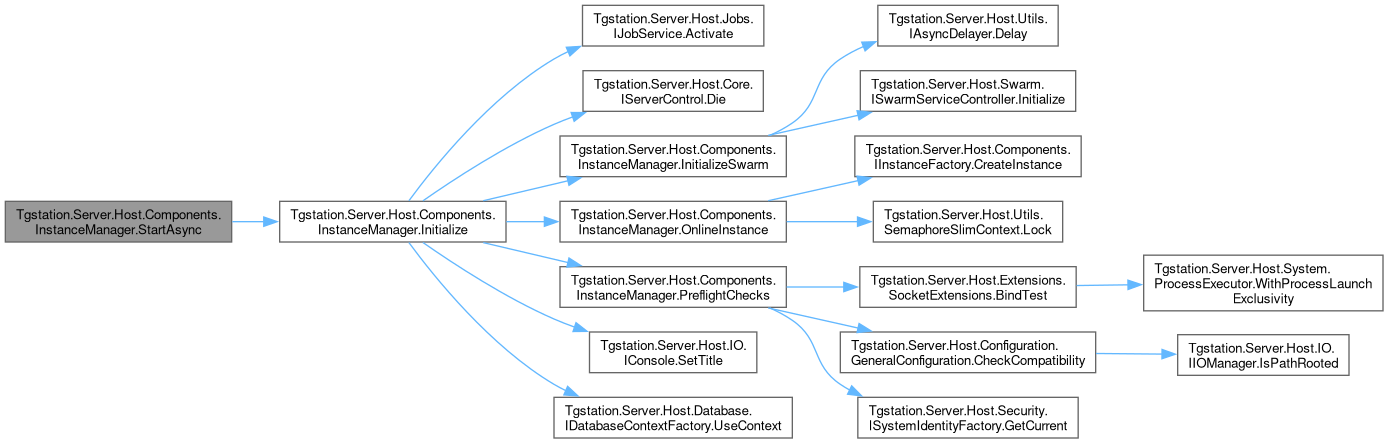 Tgstation.Server.Host.Components.
InstanceManager.StartAsync
Tgstation.Server.Host.Components.
InstanceManager.Initialize
Tgstation.Server.Host.Jobs.
IJobService.Activate
Tgstation.Server.Host.Core.
IServerControl.Die
Tgstation.Server.Host.Components.
InstanceManager.InitializeSwarm
Tgstation.Server.Host.Components.
InstanceManager.OnlineInstance
Tgstation.Server.Host.Components.
InstanceManager.PreflightChecks
Tgstation.Server.Host.IO.
IConsole.SetTitle
Tgstation.Server.Host.Database.
IDatabaseContextFactory.UseContext
Tgstation.Server.Host.Utils.
IAsyncDelayer.Delay
Tgstation.Server.Host.Swarm.
ISwarmServiceController.Initialize
Tgstation.Server.Host.Components.
IInstanceFactory.CreateInstance
Tgstation.Server.Host.Utils.
SemaphoreSlimContext.Lock
Tgstation.Server.Host.Extensions.
SocketExtensions.BindTest
Tgstation.Server.Host.Configuration.
GeneralConfiguration.CheckCompatibility
Tgstation.Server.Host.Security.
ISystemIdentityFactory.GetCurrent
Tgstation.Server.Host.System.
ProcessExecutor.WithProcessLaunch
Exclusivity
Tgstation.Server.Host.IO.
IIOManager.IsPathRooted